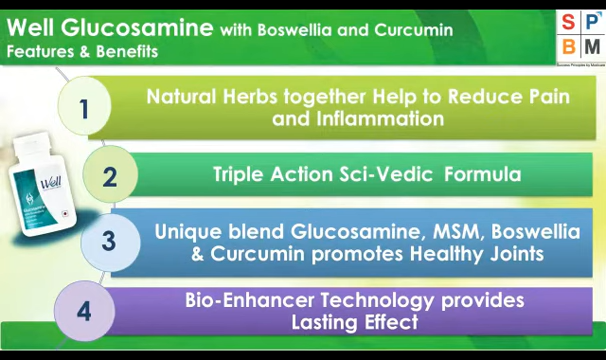 Well Glucosamine with Boswellia and Curcumin
Features & Benefits
S P
B M
1
Natural Herbs together Help to Reduce Pain
and Inflammation
2
Triple Action Sci-Vedic Formula
Well
Glucosamine
3
Unique blend Glucosamine, MSM, Boswellia
& Curcumin promotes Healthy Joints
4
Bio-Enhancer Technology provides
Lasting Effect